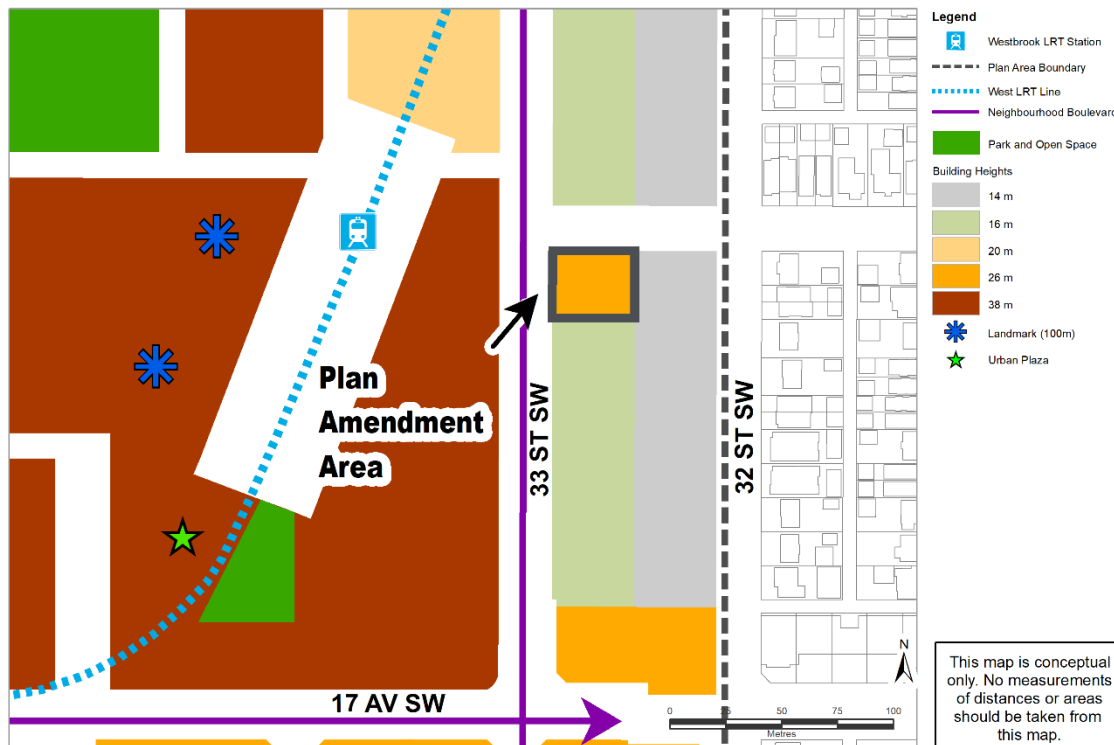 Plan
Amendment
Area
33 ST SW
32 ST SW
17 AV SW
N
0 25 50 75 100
Metres
Legend
Westbrook LRT Station
Plan Area Boundary
West LRT Line
Neighbourhood Boulevard
Park and Open Space
Building Heights
14 m
16 m
20 m
26 m
38 m
Landmark (100m)
Urban Plaza
This map is conceptual
only. No measurements
of distances or areas
should be taken from
this map.